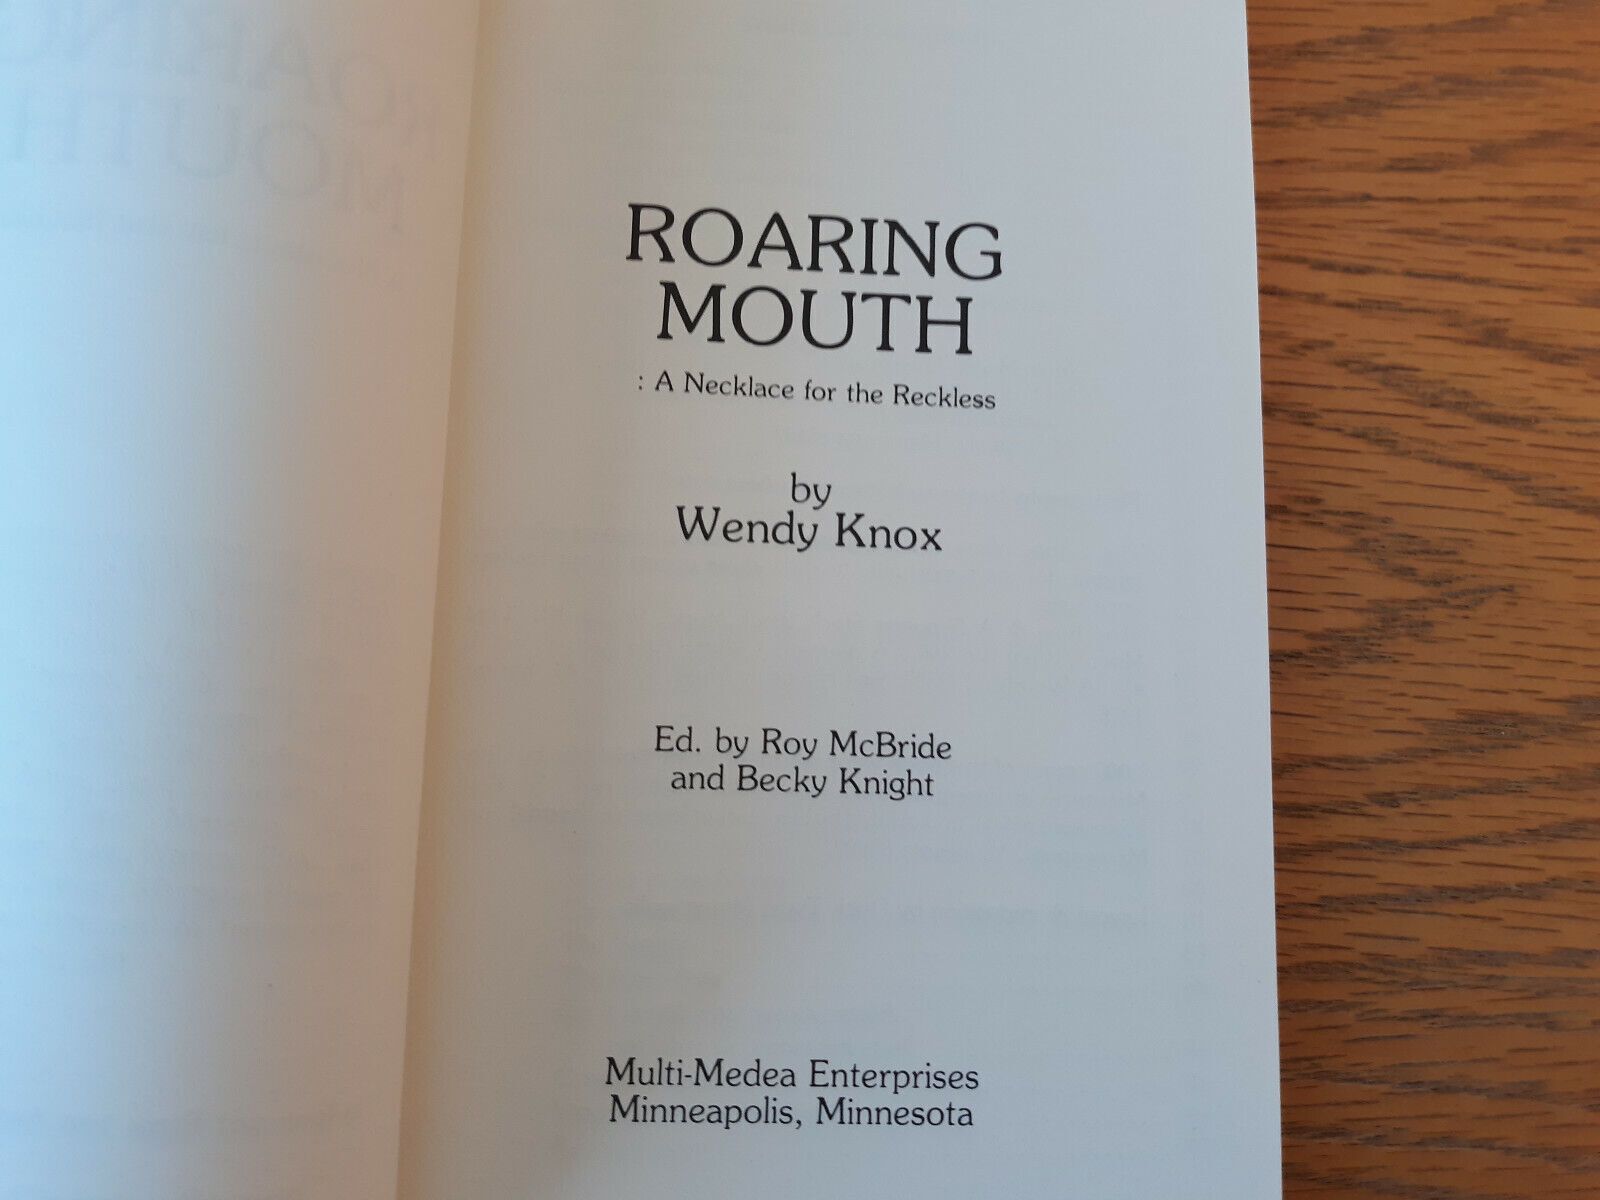 ROARING
MOUTH
: A Necklace for the Reckless
by
Wendy Knox
Ed. by Roy McBride
and Becky Knight
Multi-Medea Enterprises
Minneapolis, Minnesota